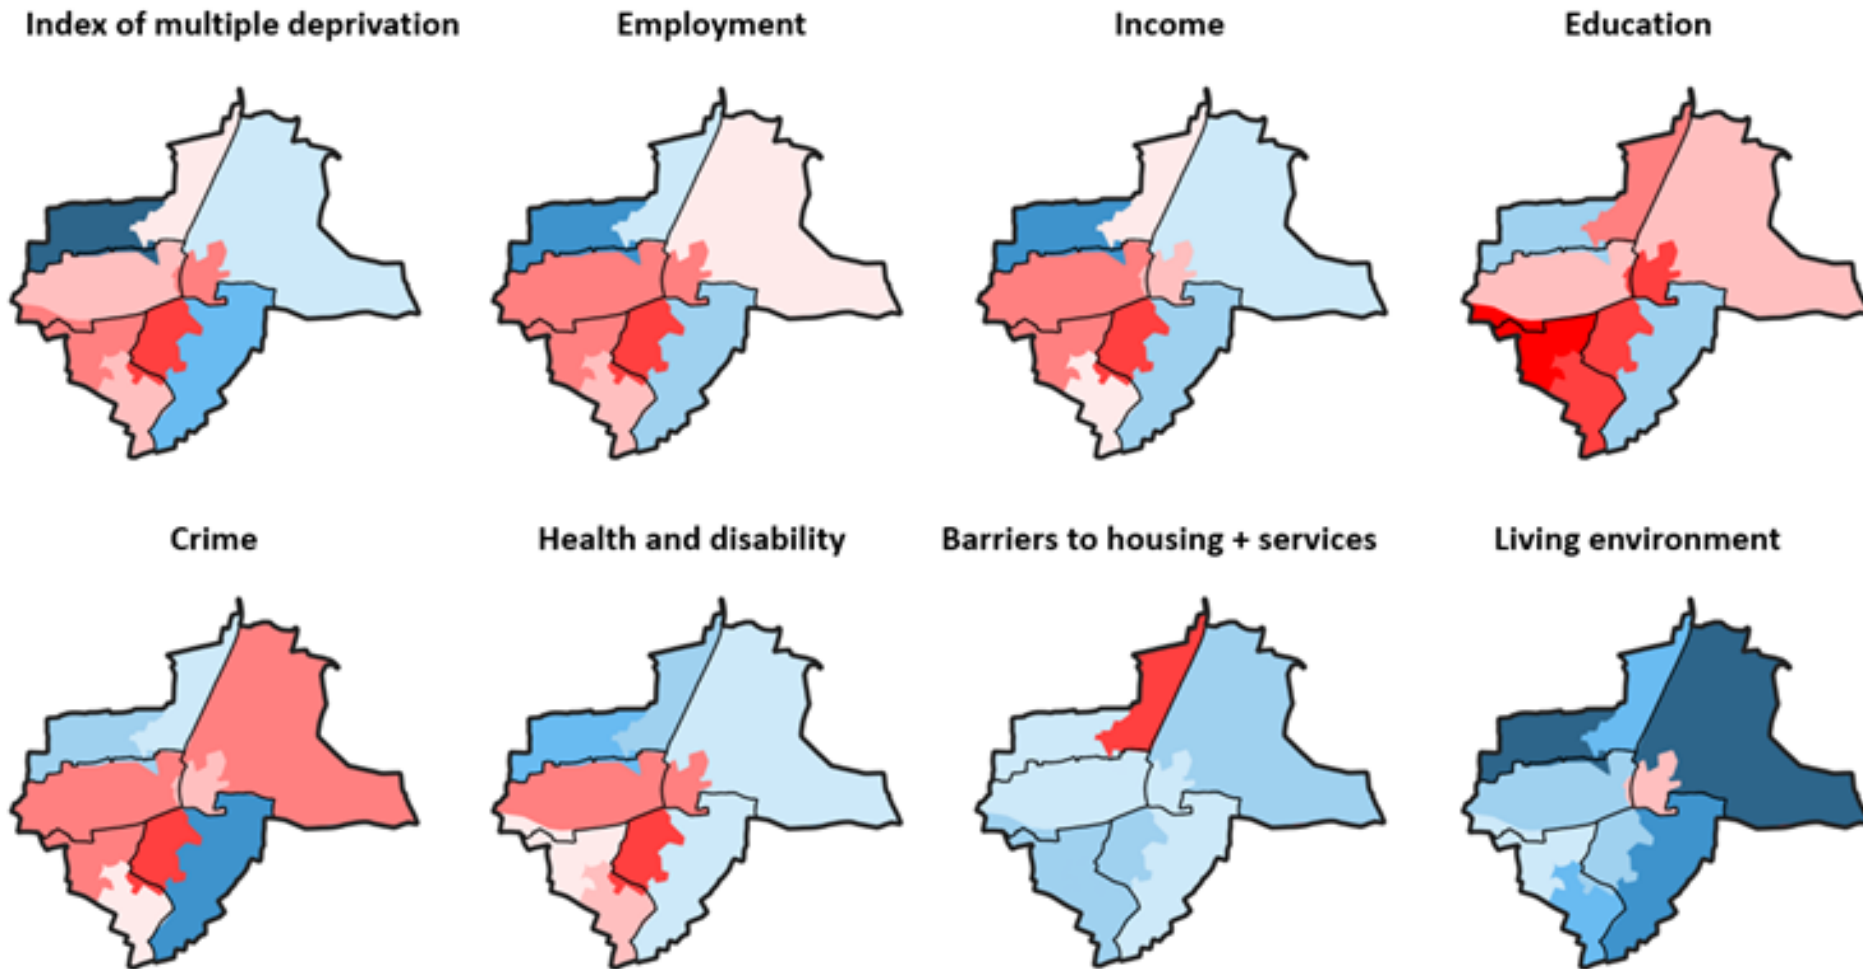 Index of multiple deprivation
Employment
Income
Education
Crime
Health and disability
Barriers to housing + services
Living environment